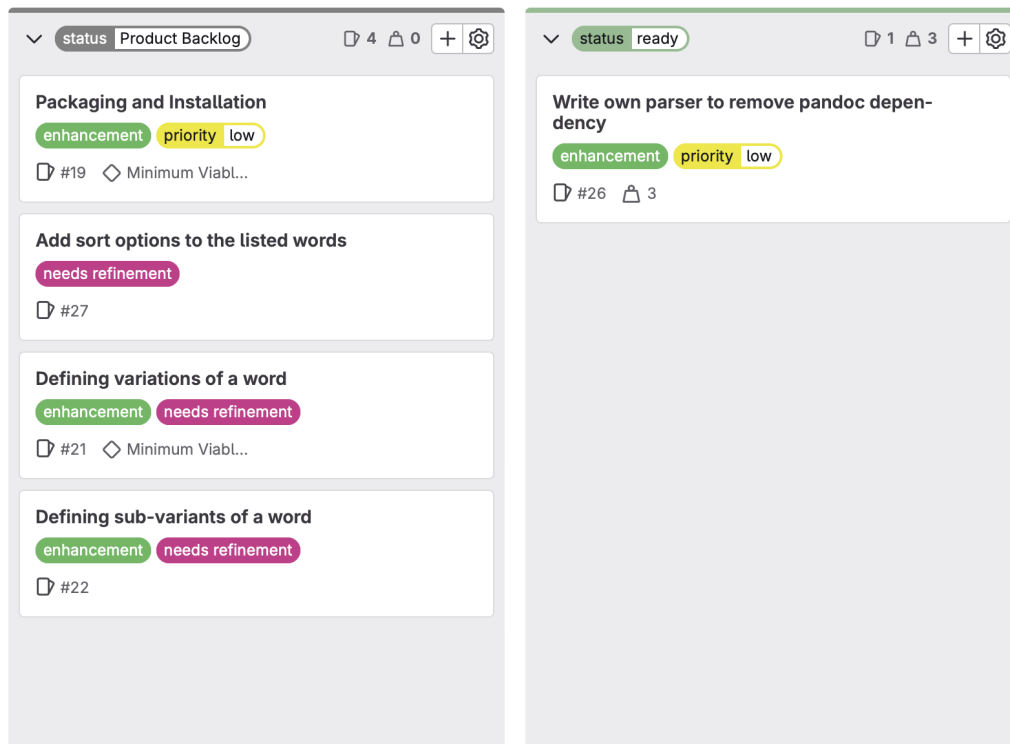 status Product Backlog 4 0
Packaging and Installation
enhancement priority low
#19 Minimum Viabl...
Add sort options to the listed words
needs refinement
#27
Defining variations of a word
enhancement needs refinement
#21 Minimum Viabl...
Defining sub-variants of a word
enhancement needs refinement
#22
status ready 1 3
Write own parser to remove pandoc depen-
dency
enhancement priority low
#26 3